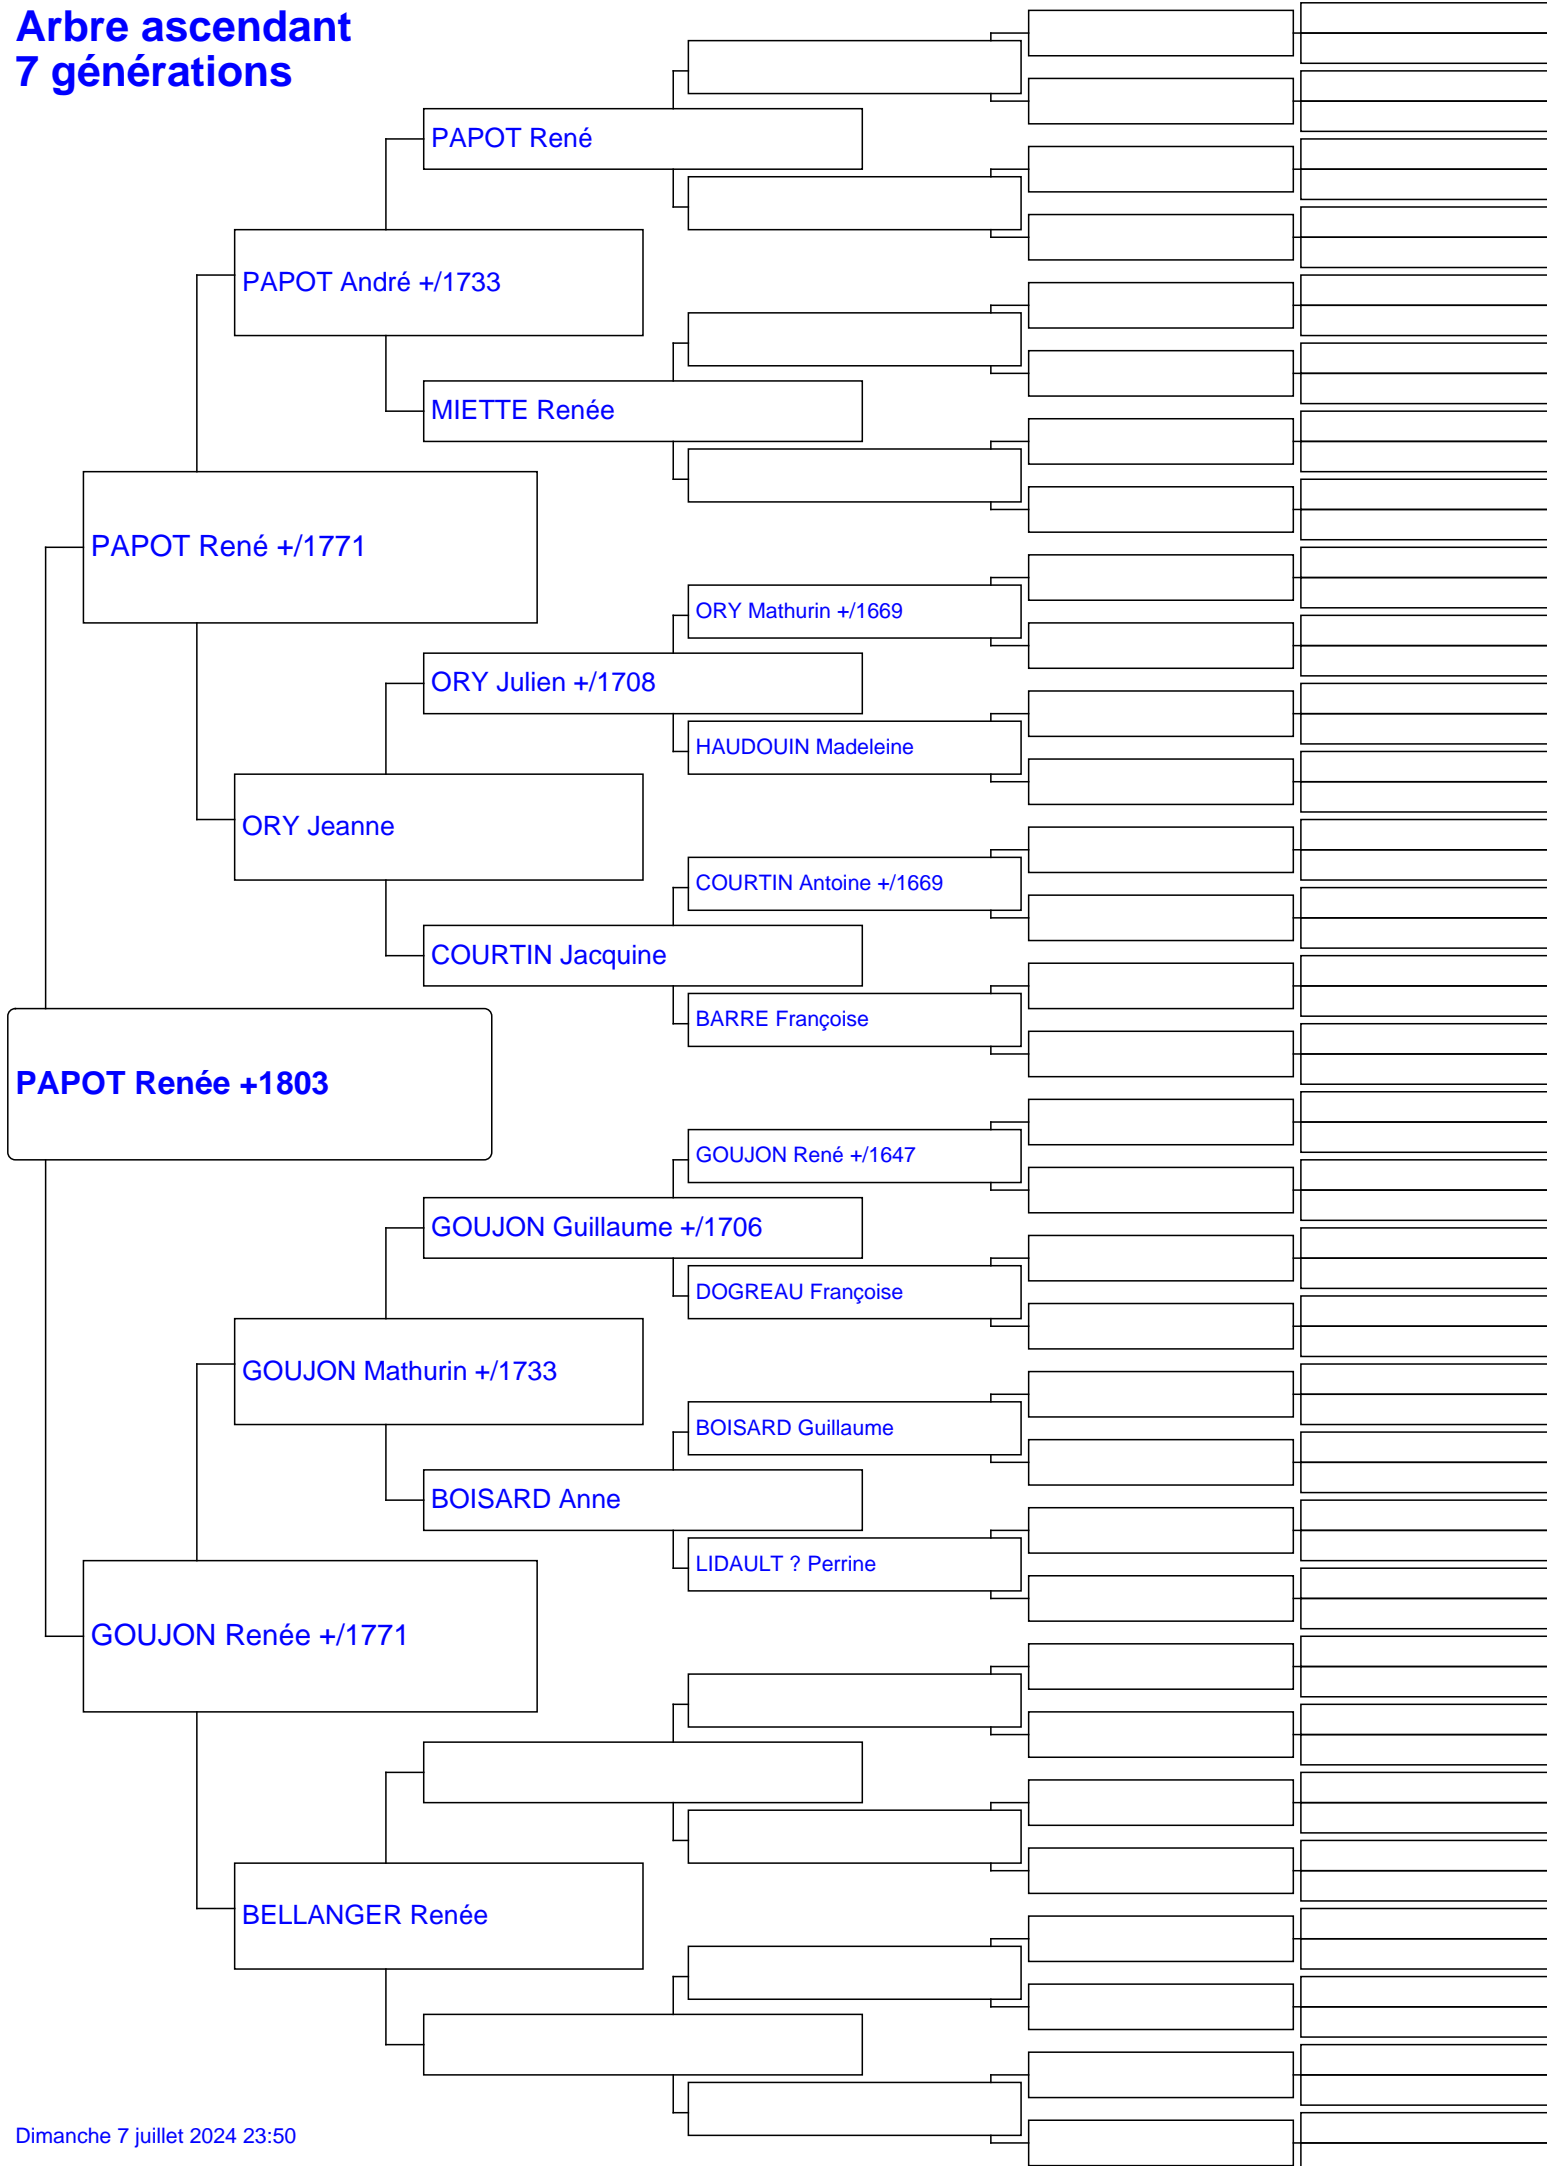 Arbre ascendant
7 générations
PAPOT René
PAPOT André +/1733
MIETTE Renée
PAPOT René +/1771
ORY Mathurin +/1669
ORY Julien +/1708
HAUDOUIN Madeleine
ORY Jeanne
COURTIN Antoine +/1669
COURTIN Jacquine
BARRE Françoise
PAPOT Renée +1803
GOUJON René +/1647
GOUJON Guillaume +/1706
DOGREAU Françoise
GOUJON Mathurin +/1733
BOISARD Guillaume
BOISARD Anne
LIDAULT ? Perrine
GOUJON Renée +/1771
BELLANGER Renée
Dimanche 7 juillet 2024 23:50